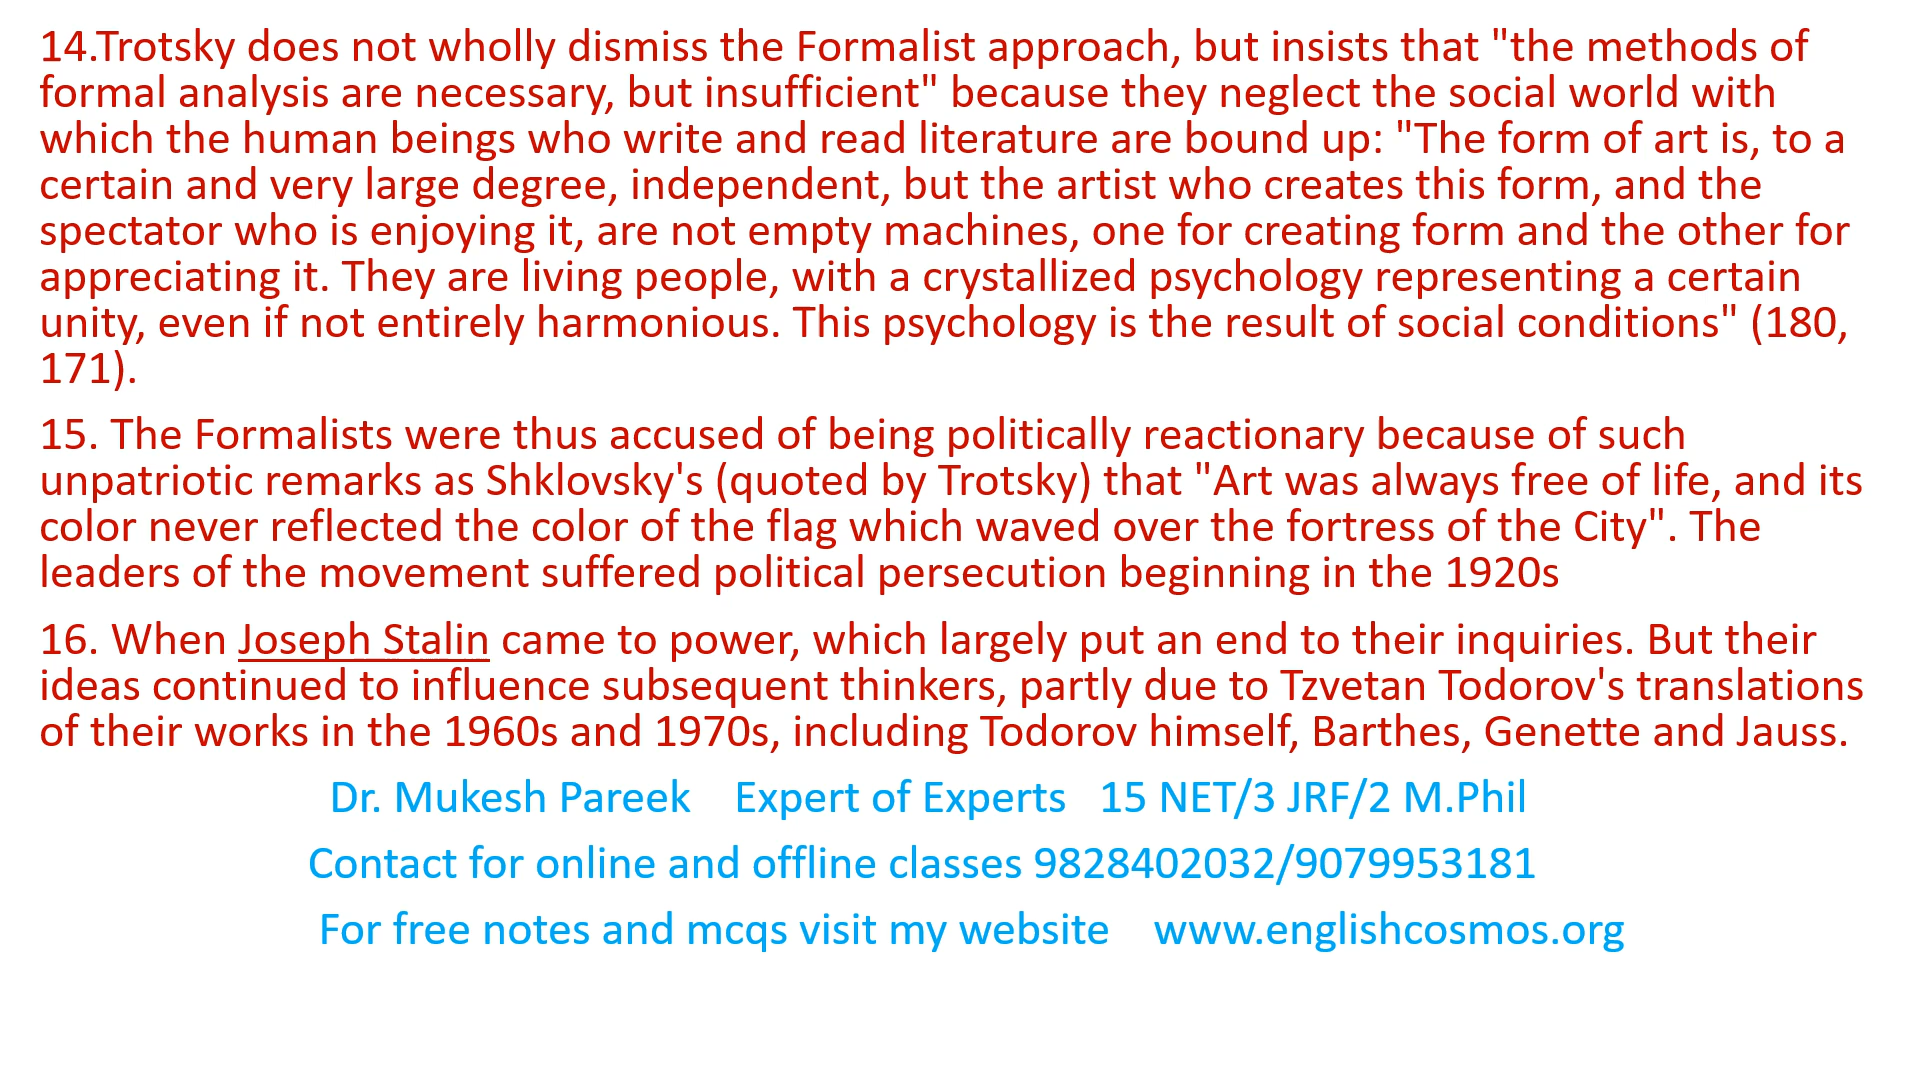 14.Trotsky does not wholly dismiss the Formalist approach, but insists that "the methods of
formal analysis are necessary, but insufficient" because they neglect the social world with
which the human beings who write and read literature are bound up: "The form of art is, to a
certain and very large degree, independent, but the artist who creates this form, and the
spectator who is enjoying it, are not empty machines, one for creating form and the other for
appreciating it. They are living people, with a crystallized psychology representing a certain
unity, even if not entirely harmonious. This psychology is the result of social conditions" (180,
171).
15. The Formalists were thus accused of being politically reactionary because of such
unpatriotic remarks as Shklovsky's (quoted by Trotsky) that "Art was always free of life, and its
color never reflected the color of the flag which waved over the fortress of the City". The
leaders of the movement suffered political persecution beginning in the 1920s
16. When Joseph Stalin came to power, which largely put an end to their inquiries. But their
ideas continued to influence subsequent thinkers, partly due to Tzvetan Todorov's translations
of their works in the 1960s and 1970s, including Todorov himself, Barthes, Genette and Jauss.
Dr. Mukesh Pareek Expert of Experts 15 NET/3 JRF/2 M.Phil
Contact for online and offline classes 9828402032/9079953181
For free notes and mcqs visit my website www.englishcosmos.org